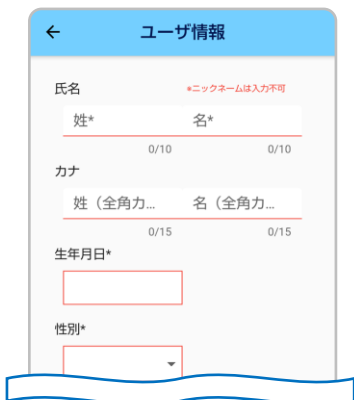 ユーザ情報
氏名 *ニックネームは入力不可
姓* 名*
0/10 0/10
カナ
姓（全角カ... 名（全角カ...
0/15 0/15
生年月日*
性別*